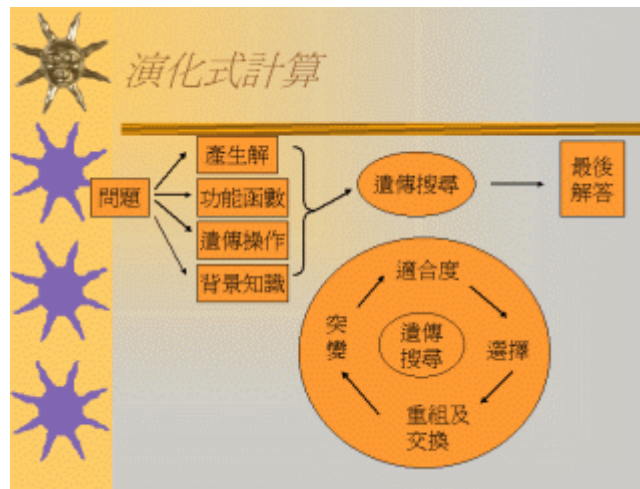 演化式計算
問題
產生解
功能函數
遺傳操作
背景知識
遺傳搜尋
最後
解答
適合度
選擇
重組及
交換
突
變
遺傳
搜尋